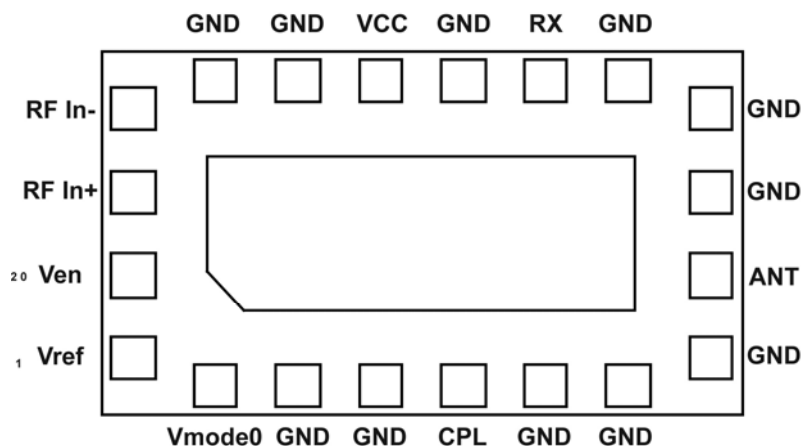 GND GND VCC GND RX GND
RF In- GND
RF In+ GND
20 Ven ANT
1 Vref GND
Vmode0 GND GND CPL GND GND